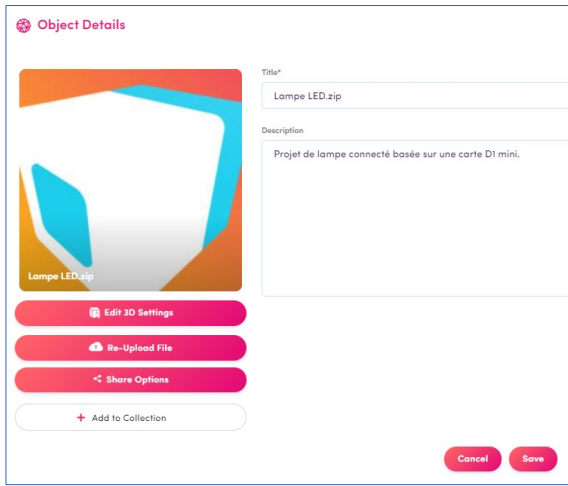 Object Details
Title*
Lampe LED.zip
Description
Projet de lampe connecté basée sur une carte D1 mini.
Lampe LED.zip
Edit 3D Settings
Re-Upload File
Share Options
+ Add to Collection
Cancel Save